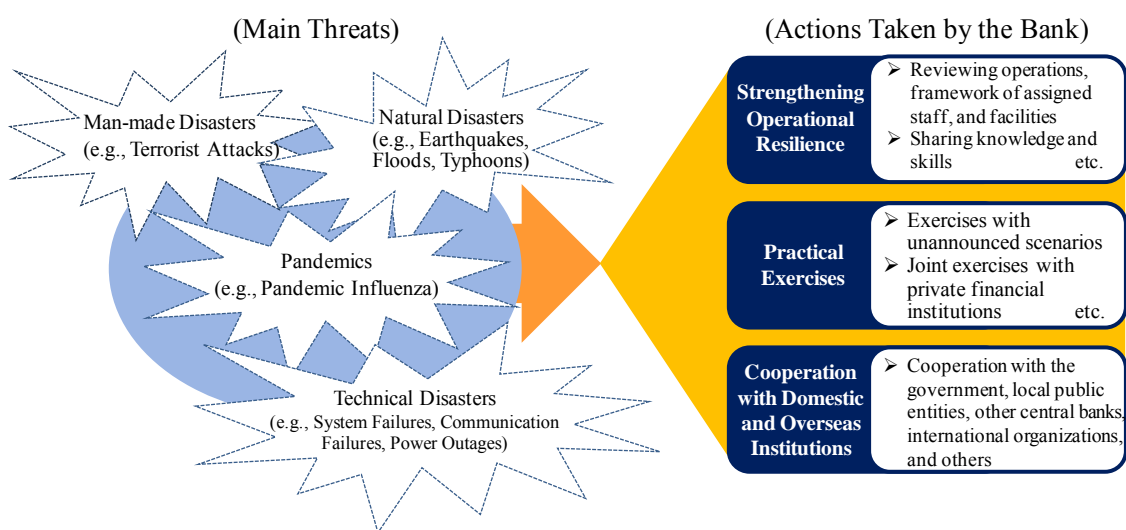 (Main Threats)
Man-made Disasters
(e.g., Terrorist Attacks)
Natural Disasters
(e.g., Earthquakes,
Floods, Typhoons)
Pandemics
(e.g., Pandemic Influenza)
Technical Disasters
(e.g., System Failures, Communication
Failures, Power Outages)
(Actions Taken by the Bank)
Strengthening
Operational
Resilience
➢ Reviewing operations,
framework of assigned
staff, and facilities
➢ Sharing knowledge and
skills etc.
Practical
Exercises
➢ Exercises with
unannounced scenarios
➢ Joint exercises with
private financial
institutions etc.
Cooperation
with Domestic
and Overseas
Institutions
➢ Cooperation with the
government, local public
entities, other central banks,
international organizations,
and others